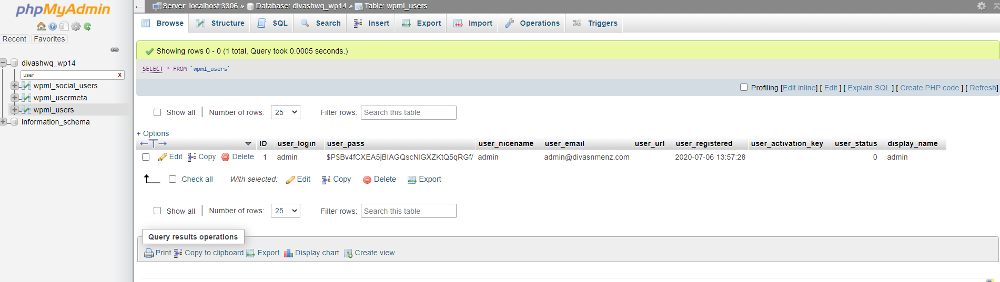 phpMyAdmin
Recent Favorites
divashwq_wp14
user X
wpml_social_users
wpml_usermeta
wpml_users
information_schema
Server: localhost:3306 » Database: divashwq_wp14 » Table: wpml_users
Browse Structure SQL Search Insert Export Import Operations Triggers
Showing rows 0 - 0 (1 total, Query took 0.0005 seconds.)
SELECT * FROM `wpml_users`
Profiling [Edit inline] [ Edit ] [ Explain SQL ] [ Create PHP code ] [ Refresh]
Show all | Number of rows: 25 Filter rows: Search this table
+ Options
←T→ ID user_login user_pass user_nicename user_email user_url user_registered user_activation_key user_status display_name
Edit Copy Delete 1 admin $P$Bv4fCXEA5jBIAGQscNIGXZKtQ5qRGf/ admin admin@divasnmenz.com 2020-07-06 13:57:28 0 admin
Check all With selected: Edit Copy Delete Export
Show all | Number of rows: 25 Filter rows: Search this table
Query results operations
Print Copy to clipboard Export Display chart Create view